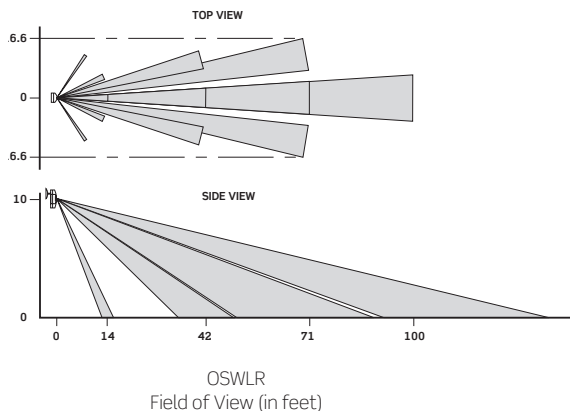 TOP VIEW
.6.6
0
.6.6
SIDE VIEW
10
0
0 14 42 71 100
OSWLR
Field of View (in feet)